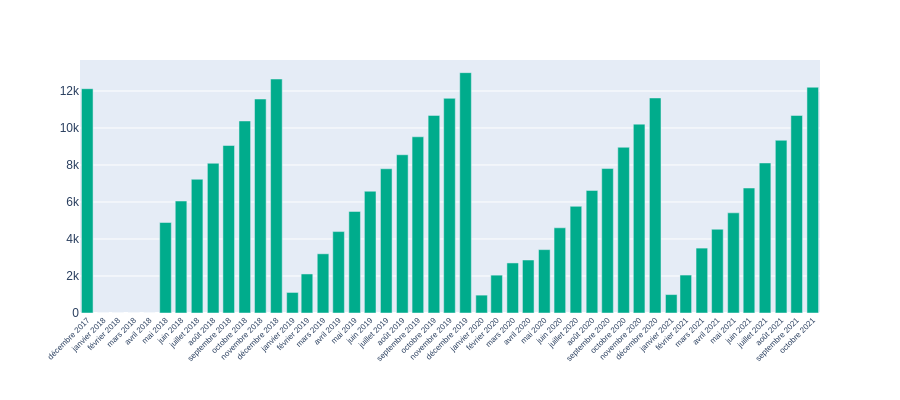 12k
10k
8k
6k
4k
2k
0
décembre 2017
janvier 2018
février 2018
mars 2018
avril 2018
mai 2018
juin 2018
juillet 2018
août 2018
septembre 2018
octobre 2018
novembre 2018
décembre 2018
janvier 2019
février 2019
mars 2019
avril 2019
mai 2019
juin 2019
juillet 2019
août 2019
septembre 2019
octobre 2019
novembre 2019
décembre 2019
janvier 2020
février 2020
mars 2020
avril 2020
mai 2020
juin 2020
juillet 2020
août 2020
septembre 2020
octobre 2020
novembre 2020
décembre 2020
janvier 2021
février 2021
mars 2021
avril 2021
mai 2021
juin 2021
juillet 2021
août 2021
septembre 2021
octobre 2021